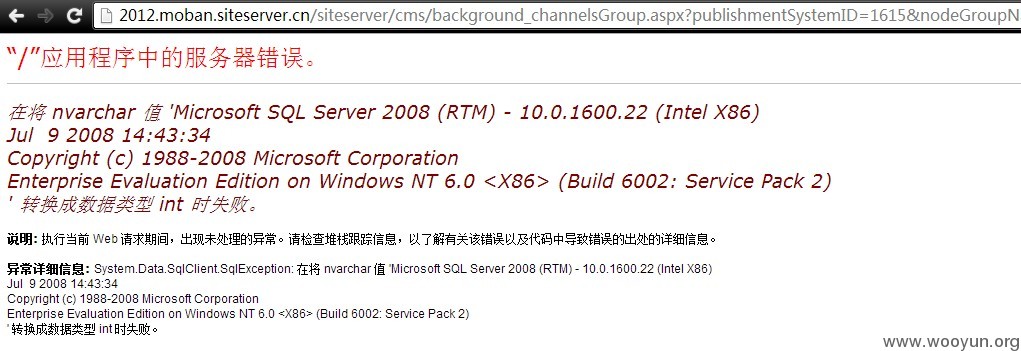 2012.moban.siteserver.cn/siteserver/cms/background_channelsGroup.aspx?publishmentSystemID=1615&nodeGroupN
“/”应用程序中的服务器错误。
在将 nvarchar 值 'Microsoft SQL Server 2008 (RTM) - 10.0.1600.22 (Intel X86)
Jul 9 2008 14:43:34
Copyright (c) 1988-2008 Microsoft Corporation
Enterprise Evaluation Edition on Windows NT 6.0 <X86> (Build 6002: Service Pack 2)
' 转换成数据类型 int 时失败。
说明: 执行当前 Web 请求期间，出现未处理的异常。请检查堆栈跟踪信息，以了解有关该错误以及代码中导致错误的出处的详细信息。
异常详细信息: System.Data.SqlClient.SqlException: 在将 nvarchar 值 'Microsoft SQL Server 2008 (RTM) - 10.0.1600.22 (Intel X86)
Jul 9 2008 14:43:34
Copyright (c) 1988-2008 Microsoft Corporation
Enterprise Evaluation Edition on Windows NT 6.0 <X86> (Build 6002: Service Pack 2)
' 转换成数据类型 int 时失败。
www.wooyun.org